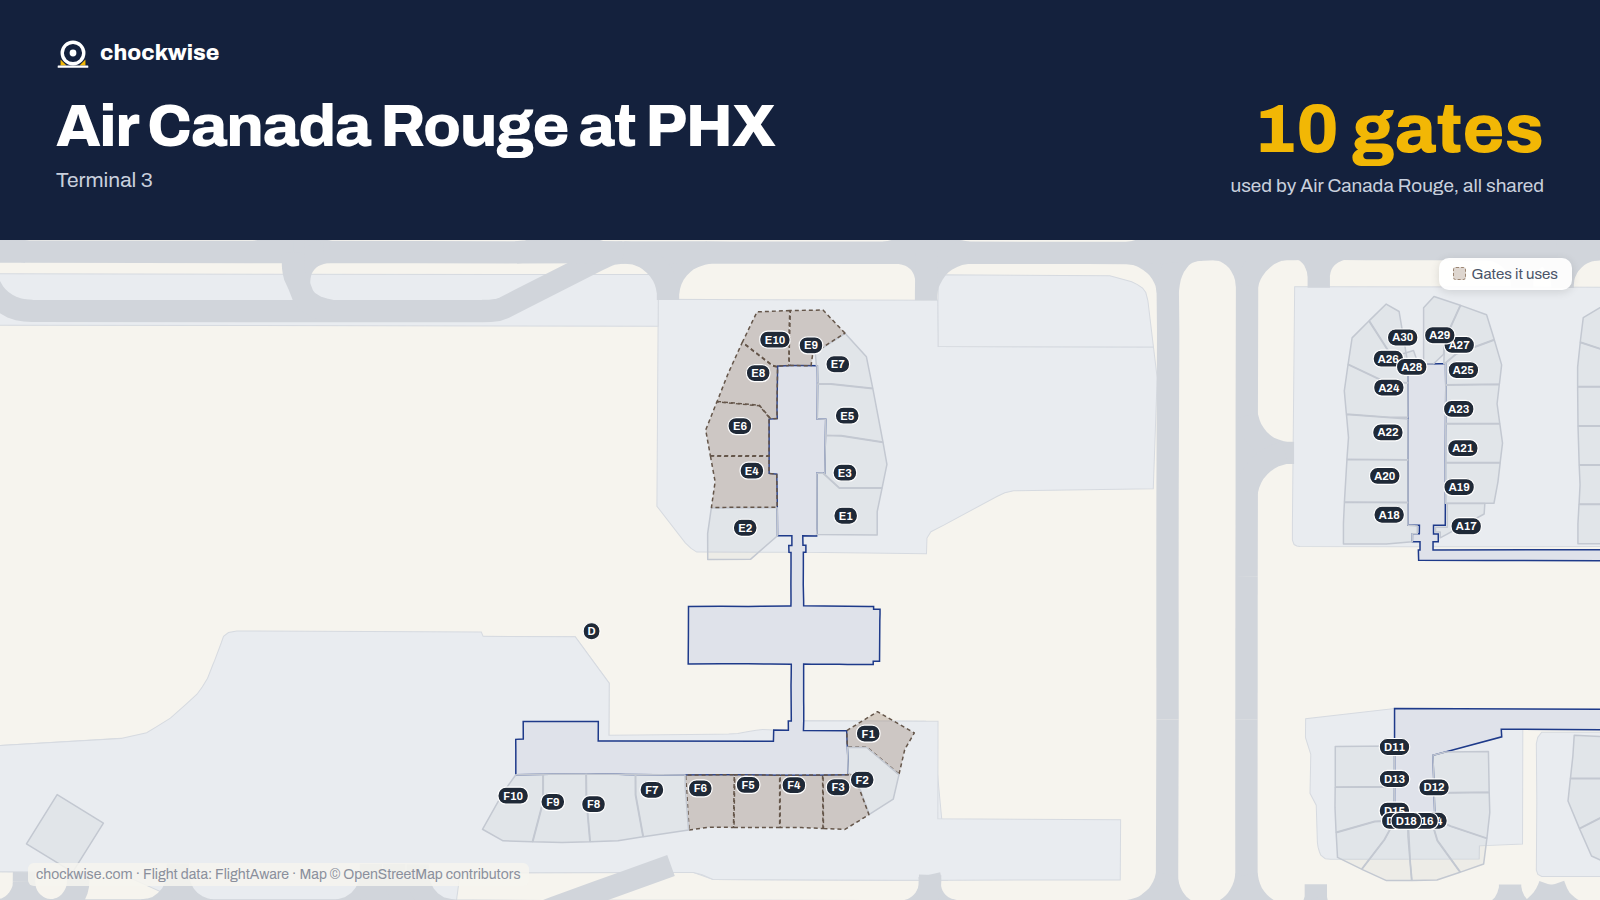 chockwise
Air Canada Rouge at PHX
Terminal 3
10 gates
used by Air Canada Rouge, all shared
Gates it uses
E10
E9
E8
E7
E6
E5
E4
E3
E2
E1
A30
A29
A27
A26
A28
A25
A24
A23
A22
A21
A20
A19
A18
A17
D
F1
F2
F3
F4
F5
F6
F7
F8
F9
F10
D11
D13
D12
D15
D18
chockwise.com · Flight data: FlightAware · Map © OpenStreetMap contributors